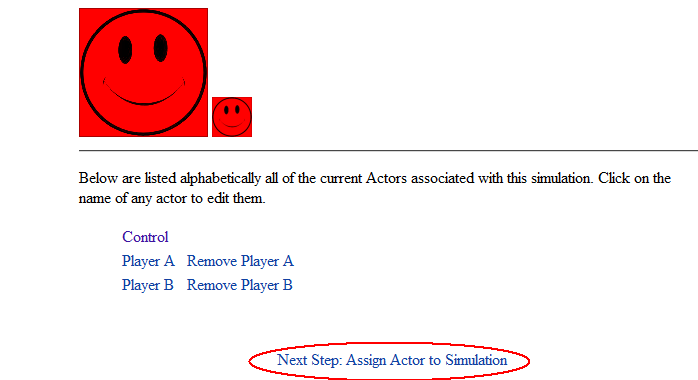 Below are listed alphabetically all of the current Actors associated with this simulation. Click on the
name of any actor to edit them.
Control
Player A Remove Player A
Player B Remove Player B
Next Step: Assign Actor to Simulation